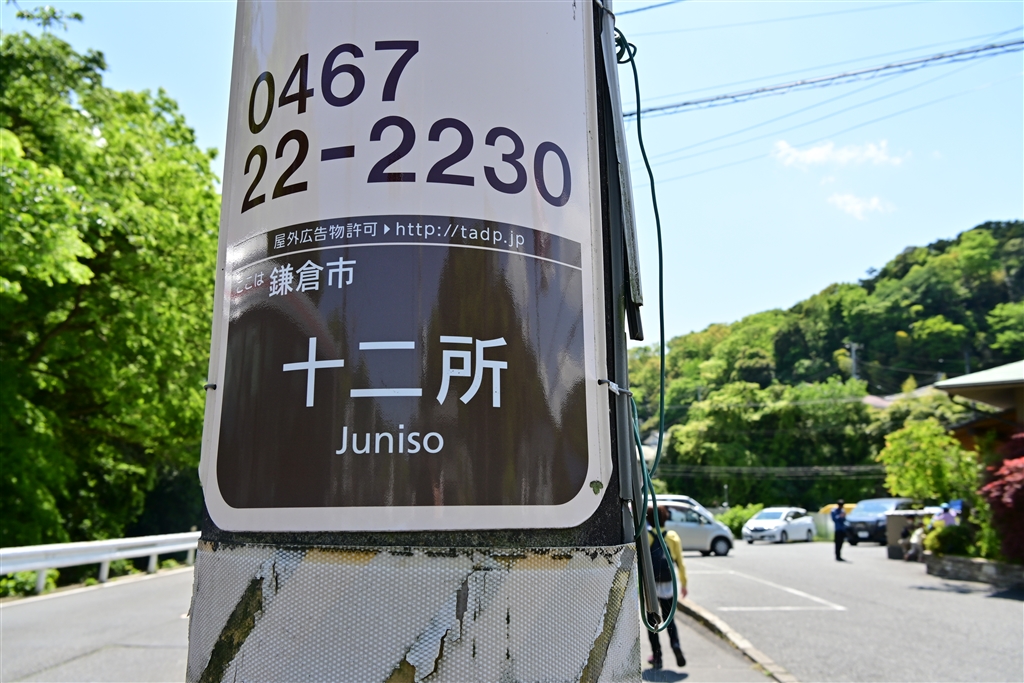 0467
22-2230
屋外広告物許可▶http://tadp.jp
ここは 鎌倉市
十二所
Juniso